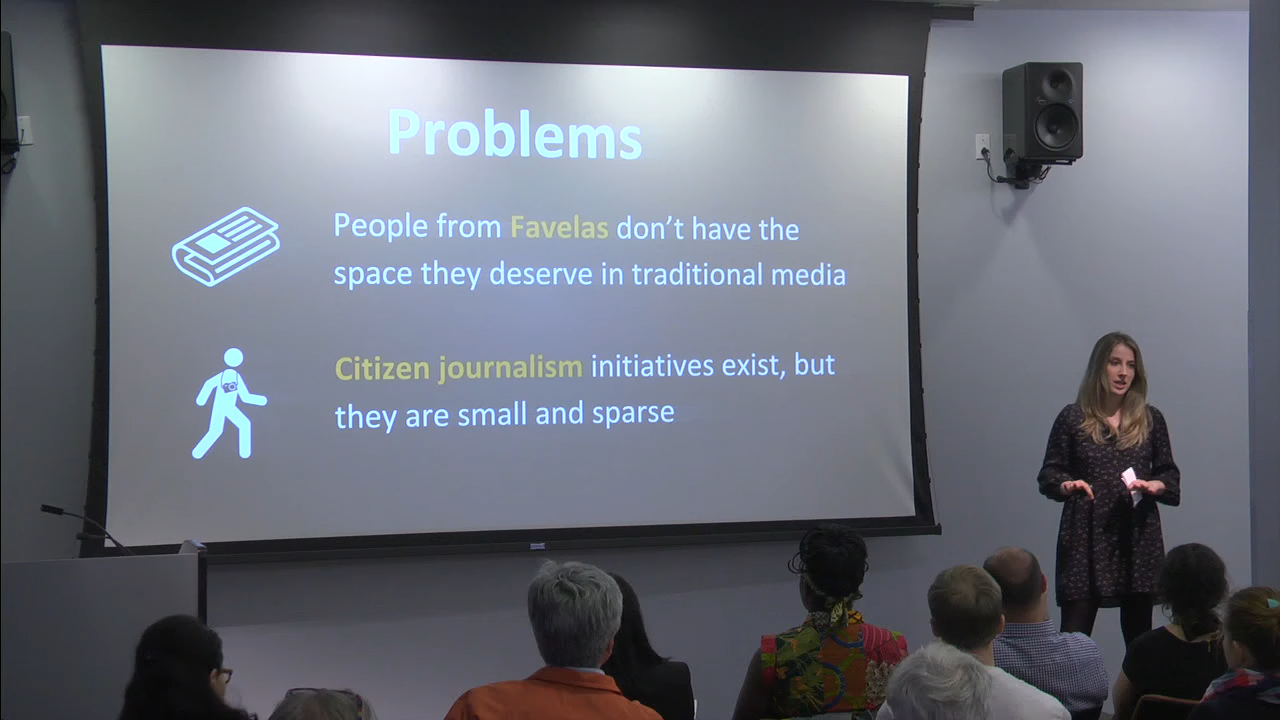 Problems
People from Favelas don't have the
space they deserve in traditional media
Citizen journalism initiatives exist, but
they are small and sparse